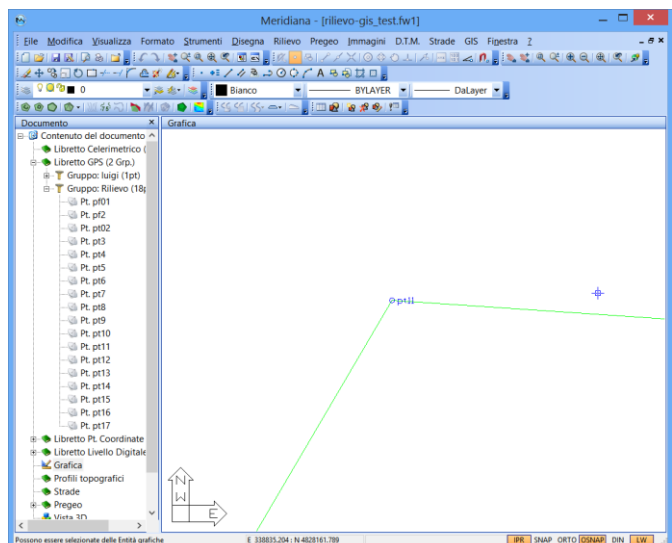 Meridiana - [rilievo-gis_test.fw1]
File Modifica Visualizza Formato Strumenti Disegna Rilievo Pregeo Immagini D.T.M. Strade GIS Finestra ?
0 Bianco BYLAYER DaLayer
Documento
Grafica
Contenuto del documento
Libretto Celerimetrico (
Libretto GPS (2 Grp.)
Gruppo: luigi (1pt)
Gruppo: Rilievo (18p
Pt. pf01
Pt. pf2
Pt. pt02
Pt. pt3
Pt. pt4
Pt. pt5
Pt. pt6
Pt. pt7
Pt. pt8
Pt. pt9
Pt. pt10
Pt. pt11
Pt. pt12
Pt. pt13
Pt. pt14
Pt. pt15
Pt. pt16
Pt. pt17
Libretto Pt. Coordinate
Libretto Livello Digitale
Grafica
Profili topografici
Strade
Pregeo
Vista 3D
pt11
N
W
E
Possono essere selezionate delle Entità grafiche
E 338835.204 : N 4828161.789
IPR SNAP ORTO OSNAP DIN LW